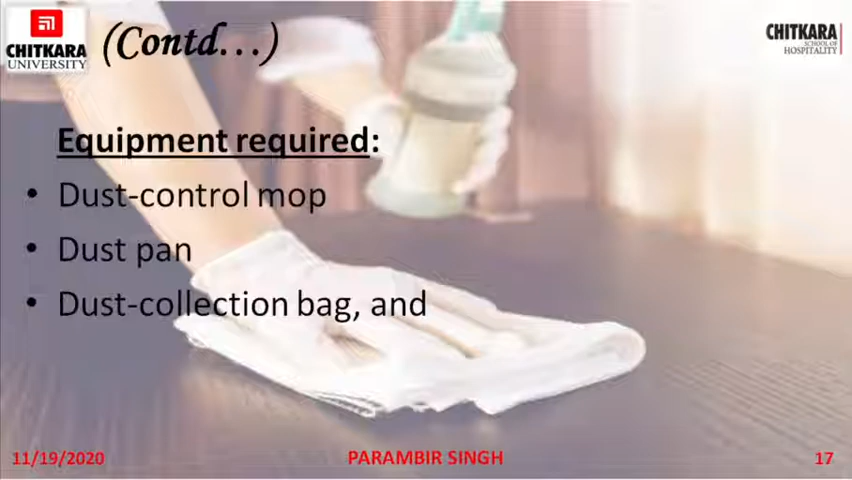 CHITKARA
UNIVERSITY
(Contd...)
CHITKARA
SCHOOL OF
HOSPITALITY
Equipment required:
• Dust-control mop
• Dust pan
• Dust-collection bag, and
11/19/2020
PARAMBIR SINGH
17